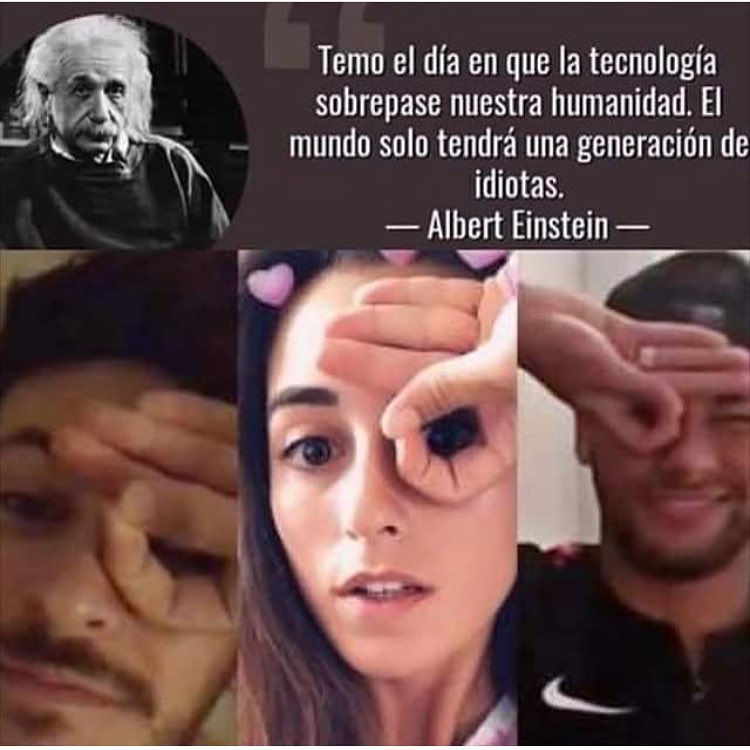 Temo el día en que la tecnología
sobrepase nuestra humanidad. El
mundo solo tendrá una generación de
idiotas.
— Albert Einstein —